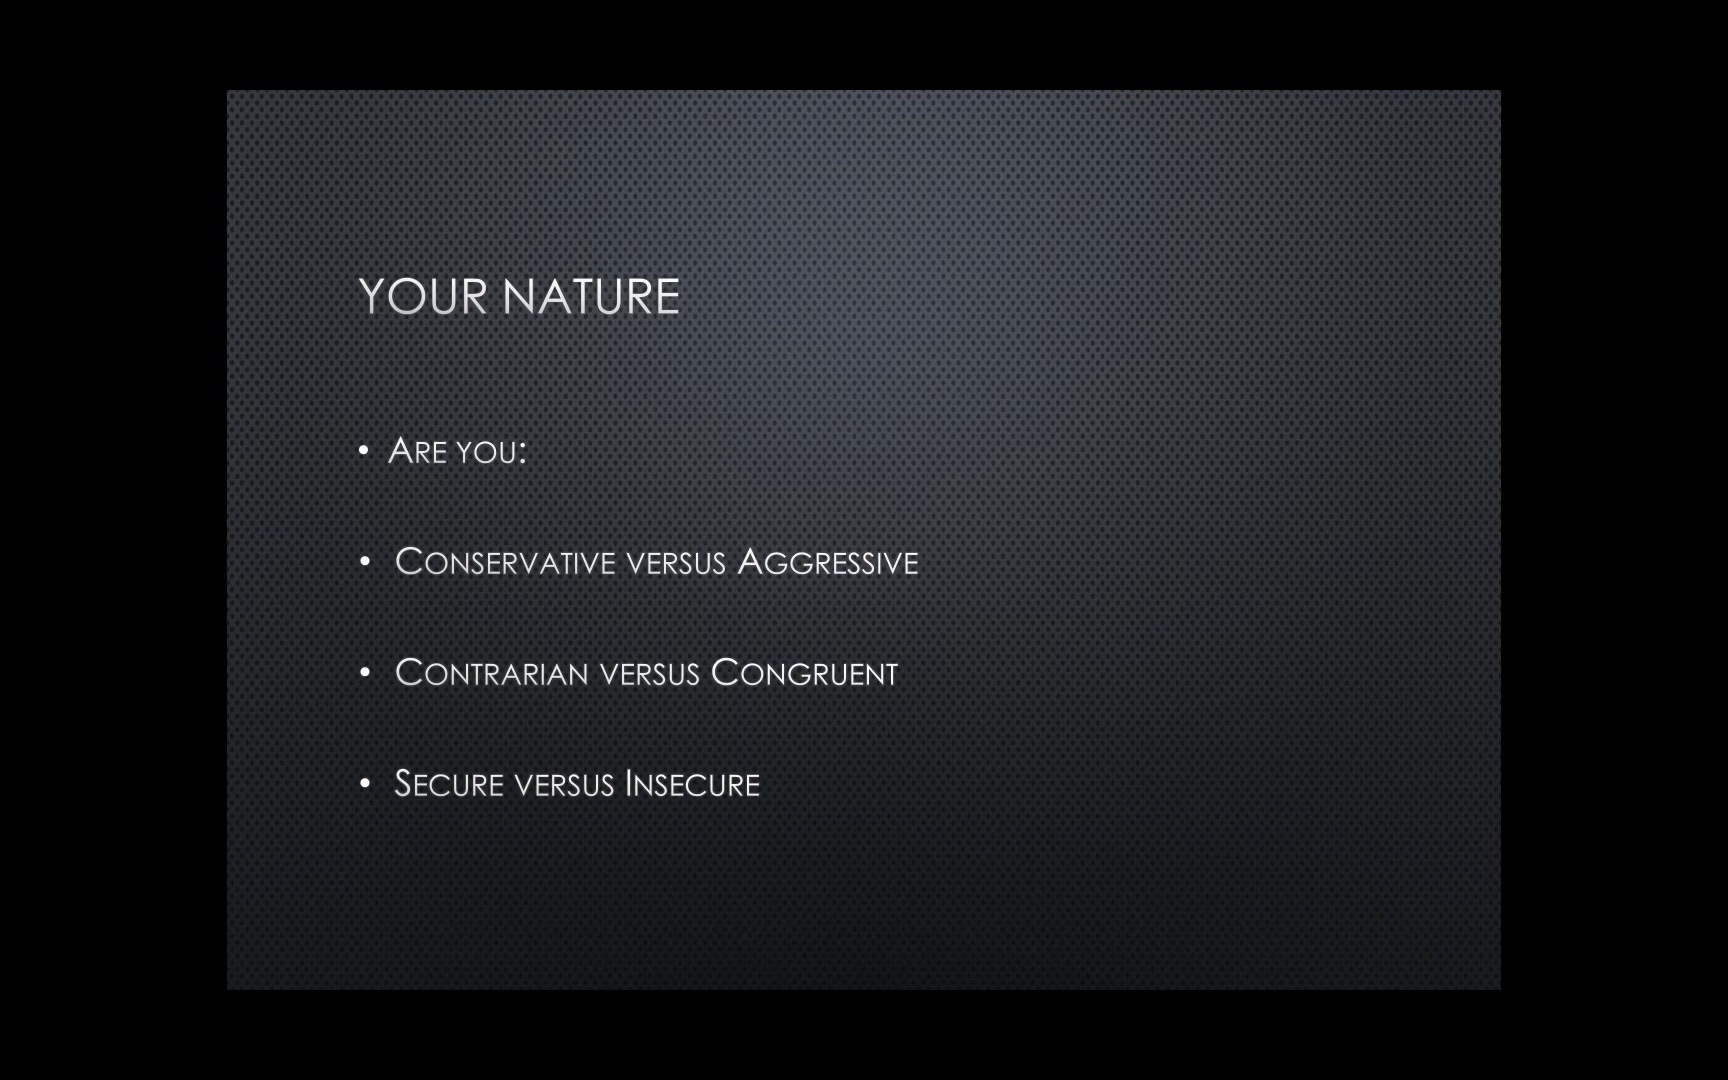 YOUR NATURE
• ARE YOU:
• CONSERVATIVE VERSUS AGGRESSIVE
• CONTRARIAN VERSUS CONGRUENT
• SECURE VERSUS INSECURE